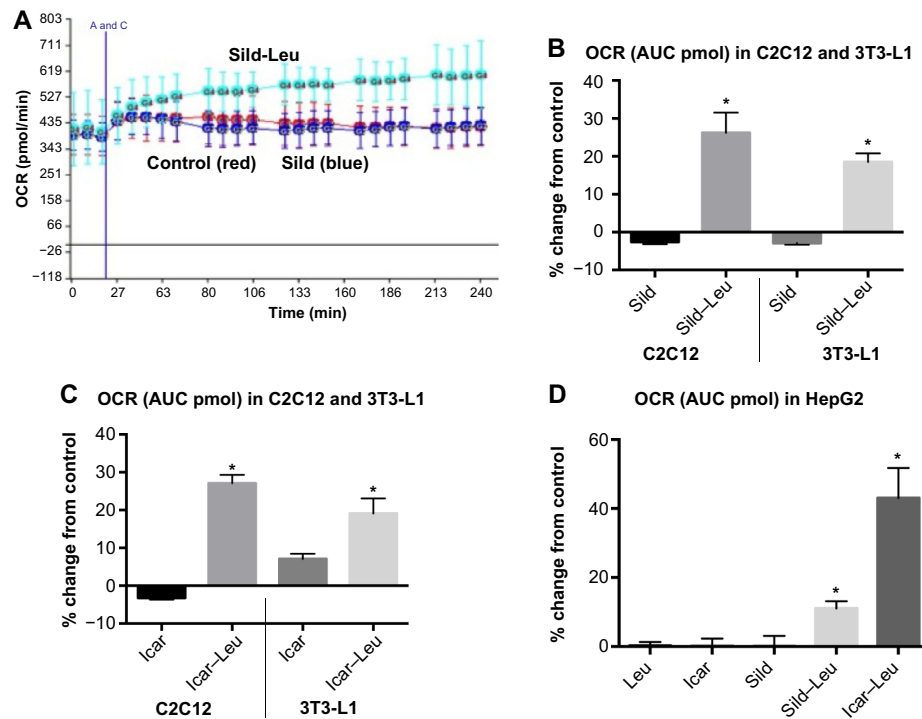 A
A and C
803
711
619
527
435
343
251
158
66
−26
−118
OCR (pmol/min)
Sild-Leu
Control (red)
Sild (blue)
0
27
63
80
106
133
160
186
213
240
Time (min)
B
OCR (AUC pmol) in C2C12 and 3T3-L1
% change from control
40
30
20
10
0
−10
*
*
Sild
Sild–Leu
Sild
Sild–Leu
C2C12
3T3-L1
C
OCR (AUC pmol) in C2C12 and 3T3-L1
% change from control
40
30
20
10
0
−10
*
*
Icar
Icar–Leu
Icar
Icar–Leu
C2C12
3T3-L1
D
OCR (AUC pmol) in HepG2
% change from control
60
40
20
0
*
*
Leu
Icar
Sild
Sild–Leu
Icar–Leu